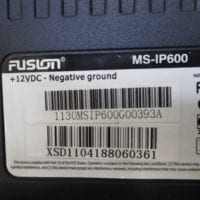 FUSION MS-IP600
+12VDC - Negative ground
1130MSIP600G00393A
XSD1104188060361